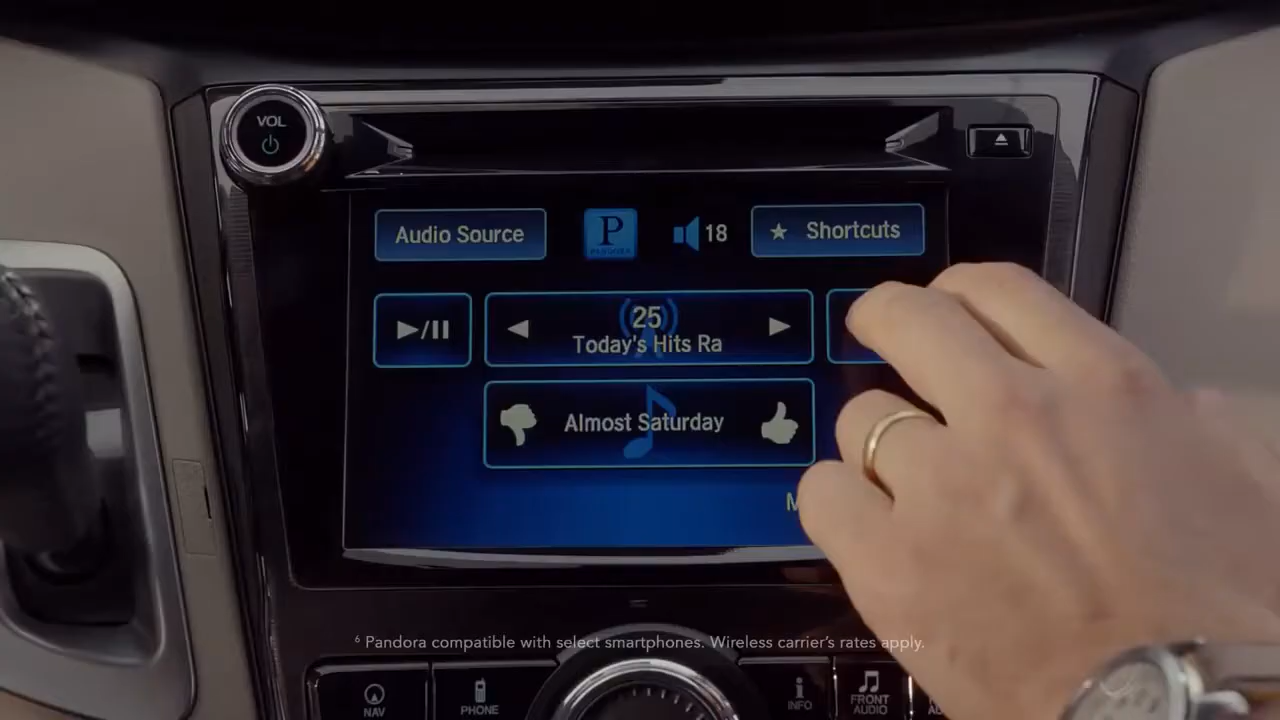 VOL
Audio Source
P
PANDORA
18
★ Shortcuts
25
Today's Hits Ra
Almost Saturday
⁶ Pandora compatible with select smartphones. Wireless carrier's rates apply.
NAV
PHONE
INFO
FRONT
AUDIO